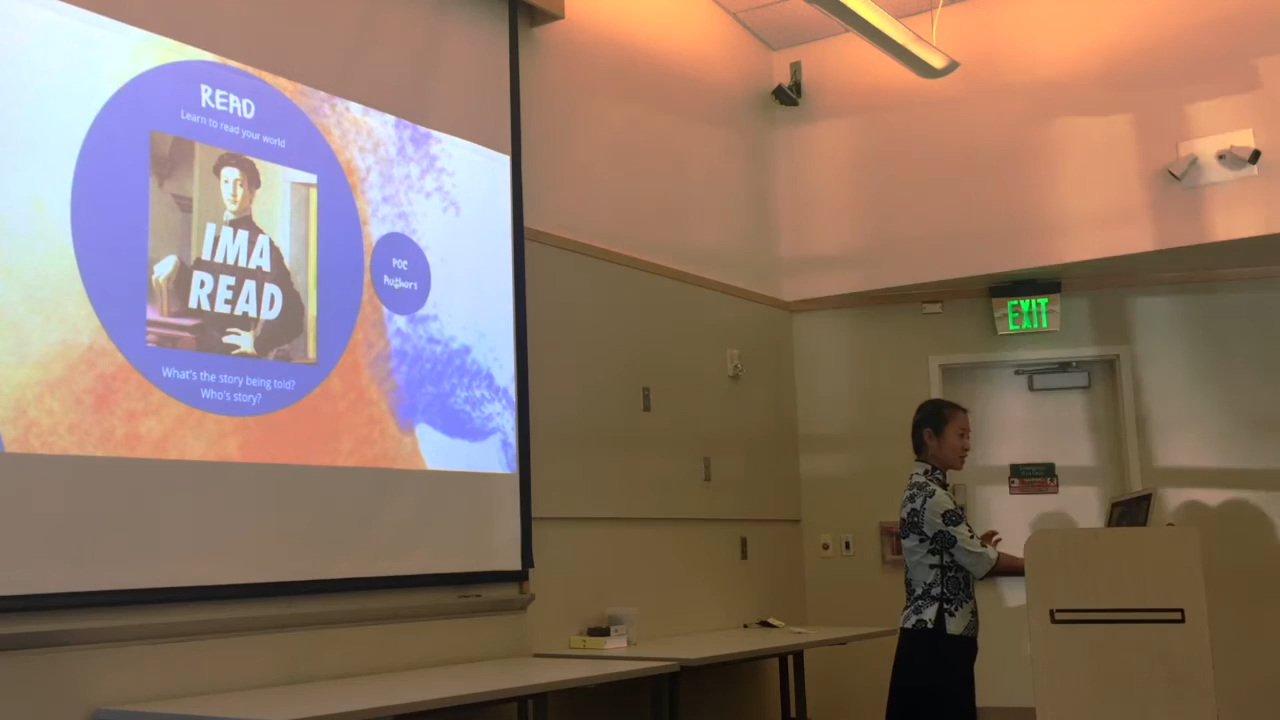 READ
Learn to read your world
IMA
READ
What's the story being told?
Who's story?
POC
Authors
EXIT